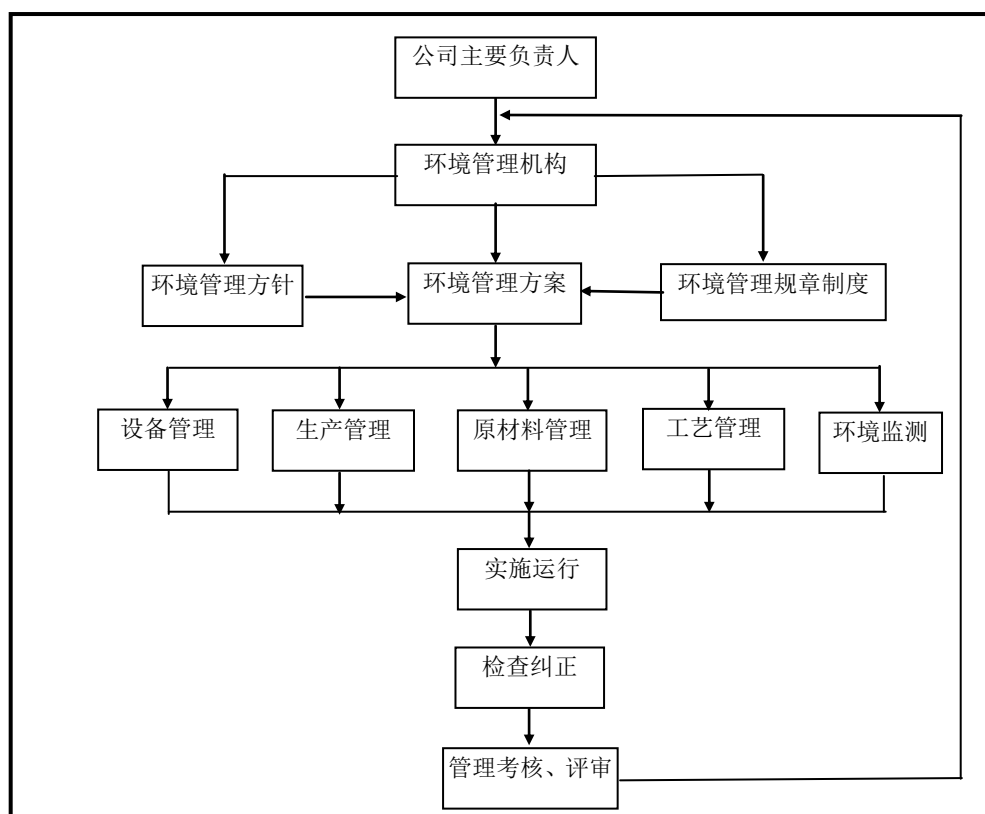 公司主要负责人
环境管理机构
环境管理方针
环境管理方案
环境管理规章制度
设备管理
生产管理
原材料管理
工艺管理
环境监测
实施运行
检查纠正
管理考核、评审